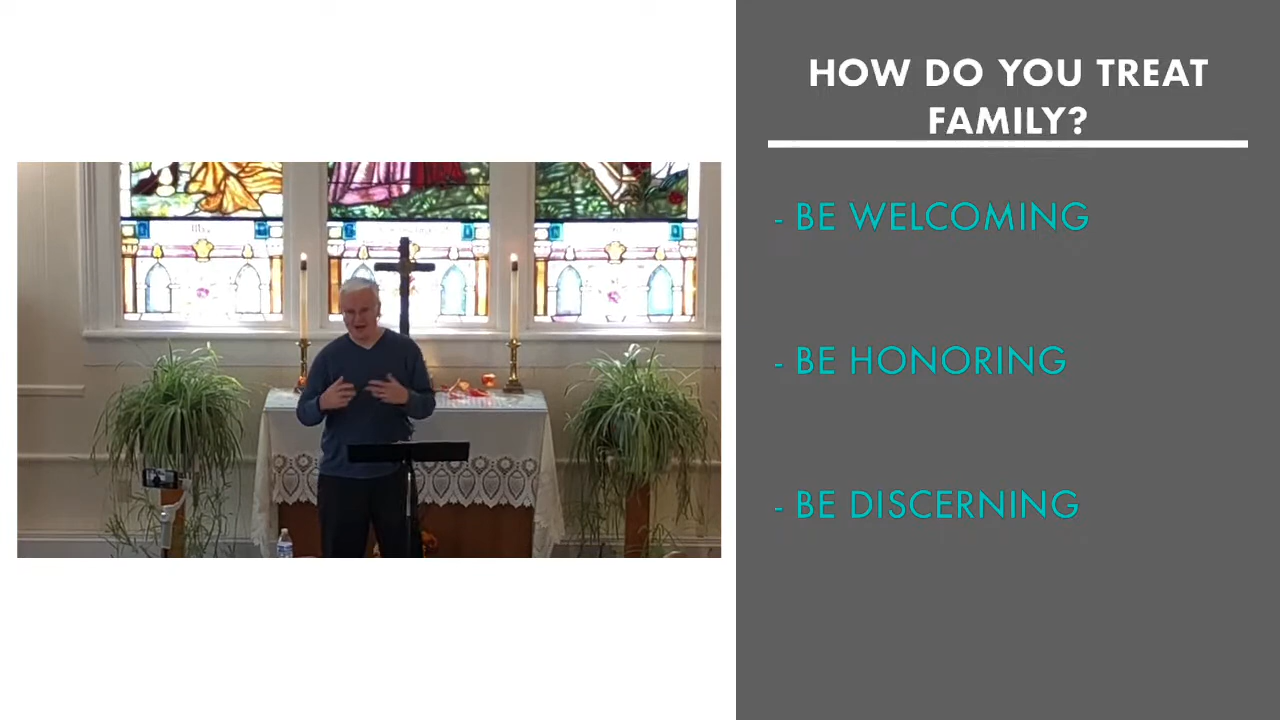 HOW DO YOU TREAT
FAMILY?
- BE WELCOMING
- BE HONORING
- BE DISCERNING